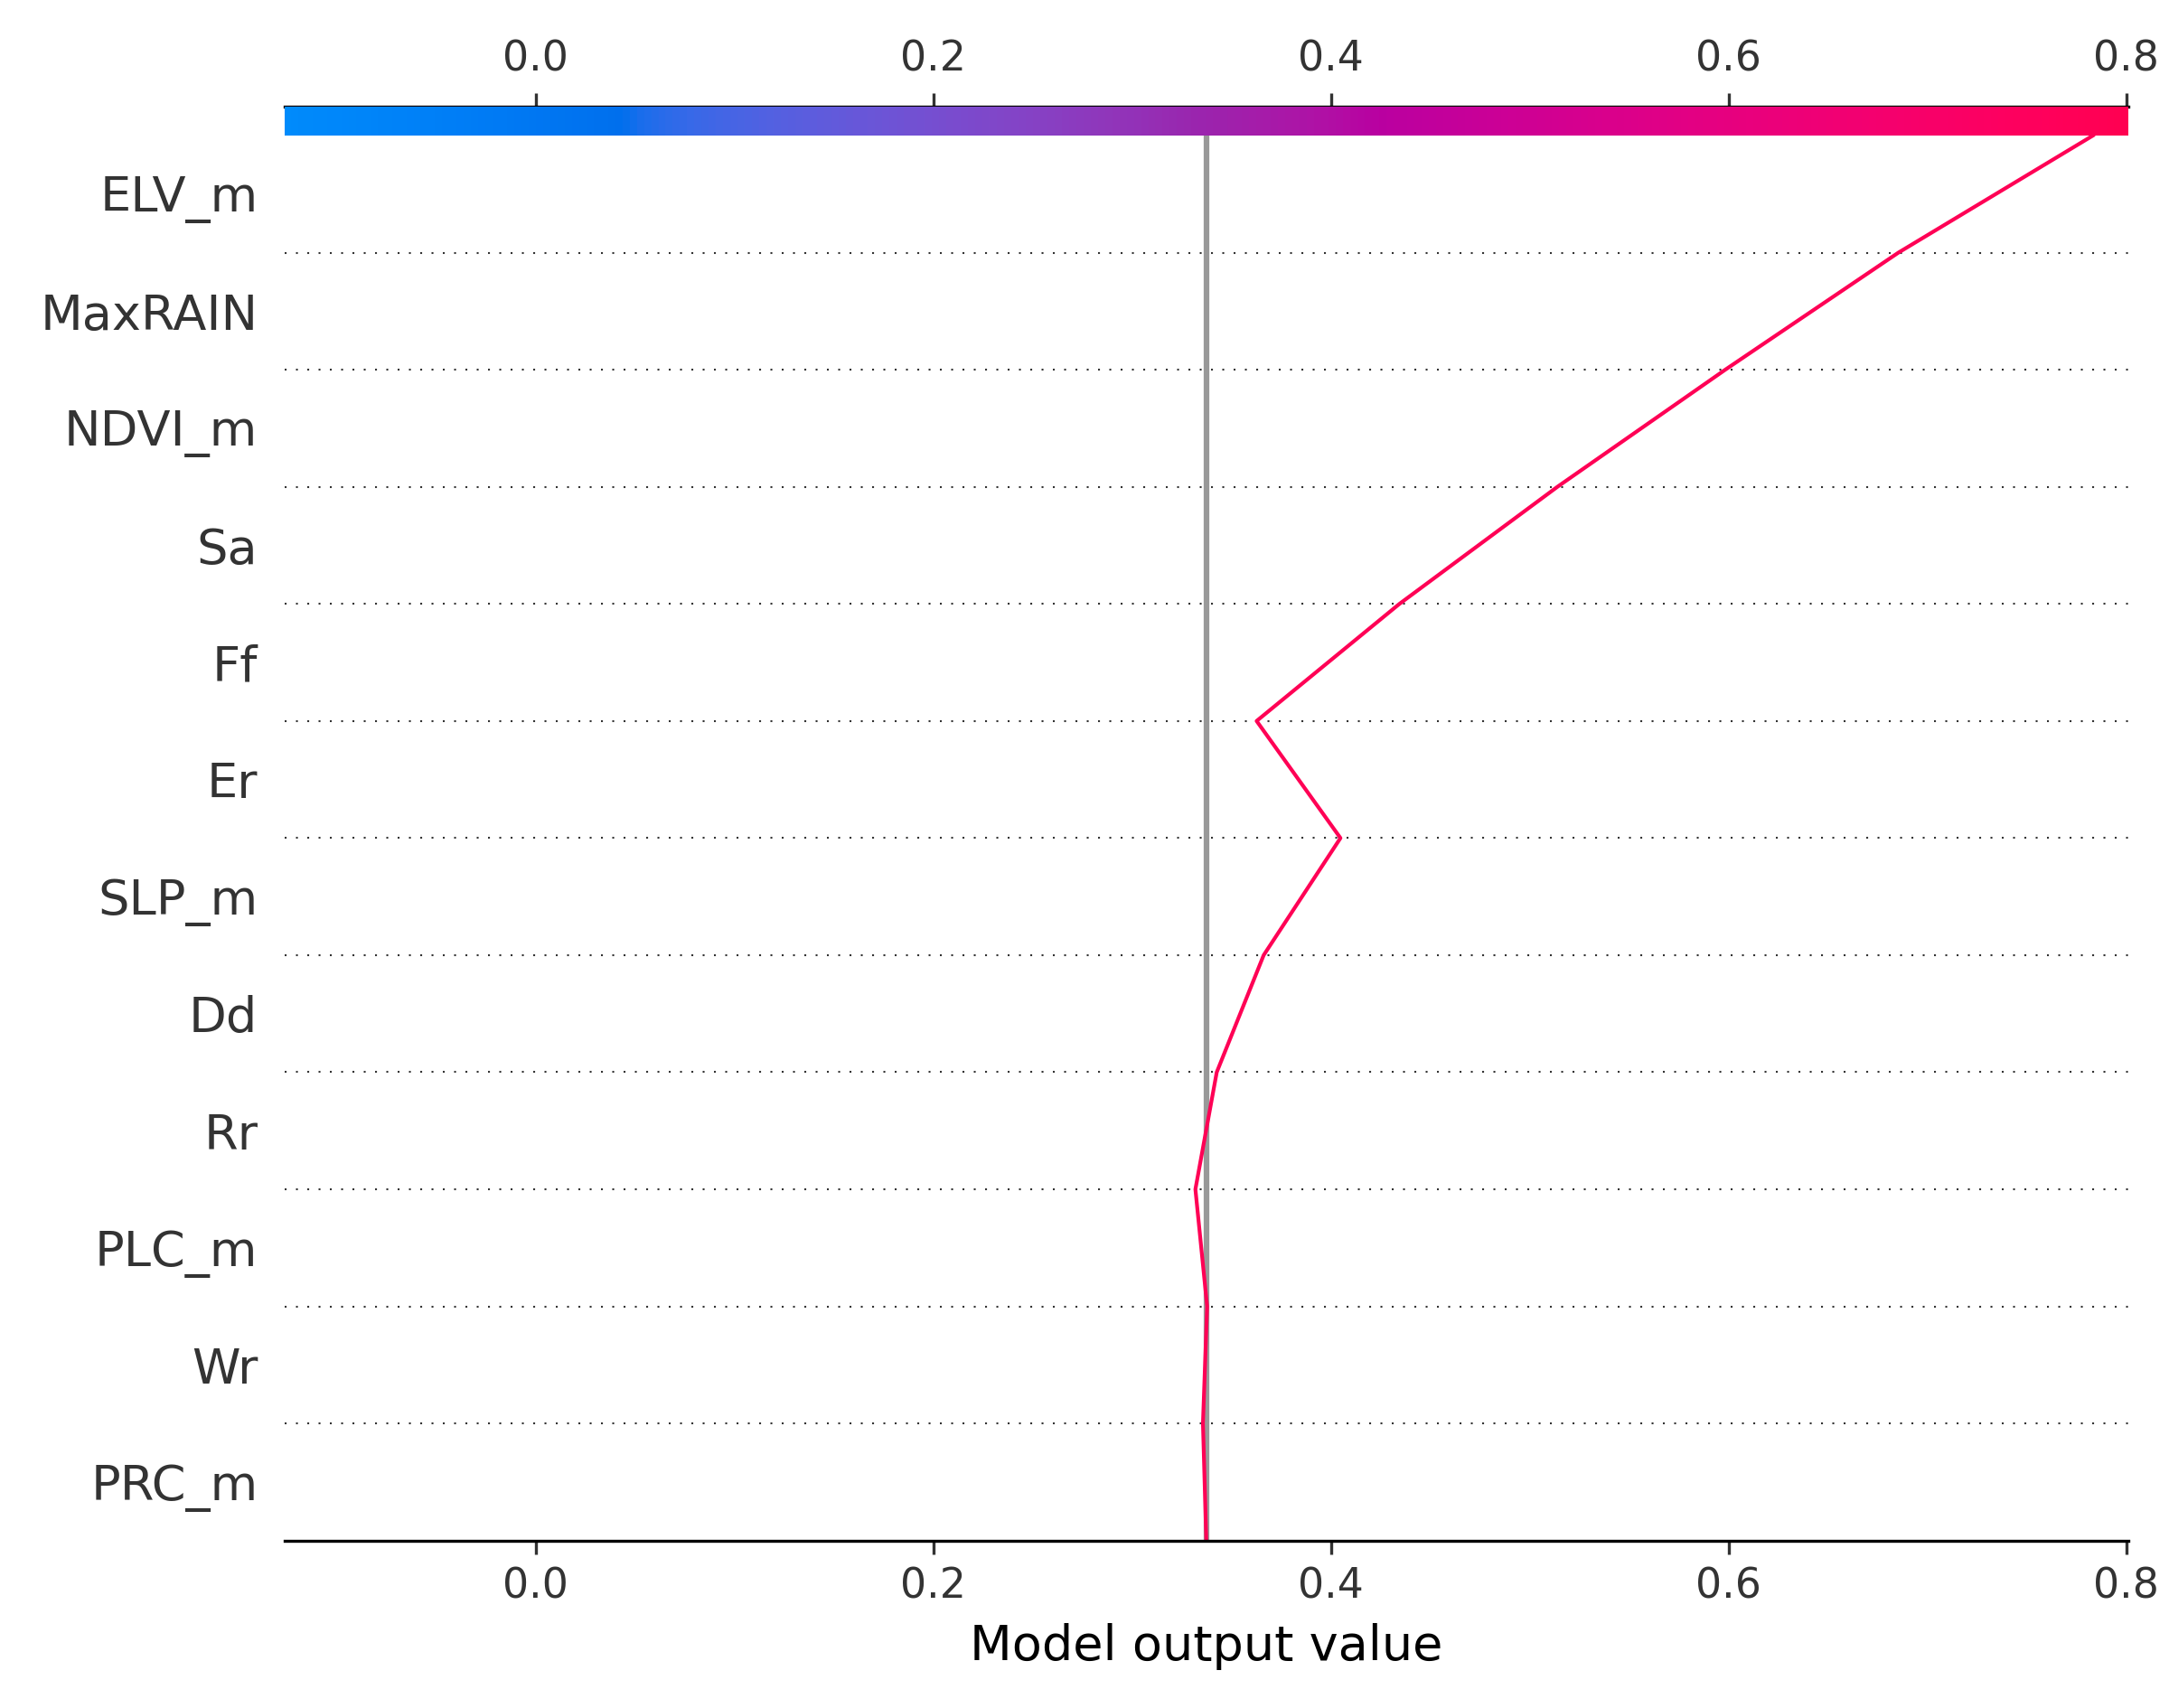 0.0 0.2 0.4 0.6 0.8
ELV_m
MaxRAIN
NDVI_m
Sa
Ff
Er
SLP_m
Dd
Rr
PLC_m
Wr
PRC_m
0.0 0.2 0.4 0.6 0.8
Model output value